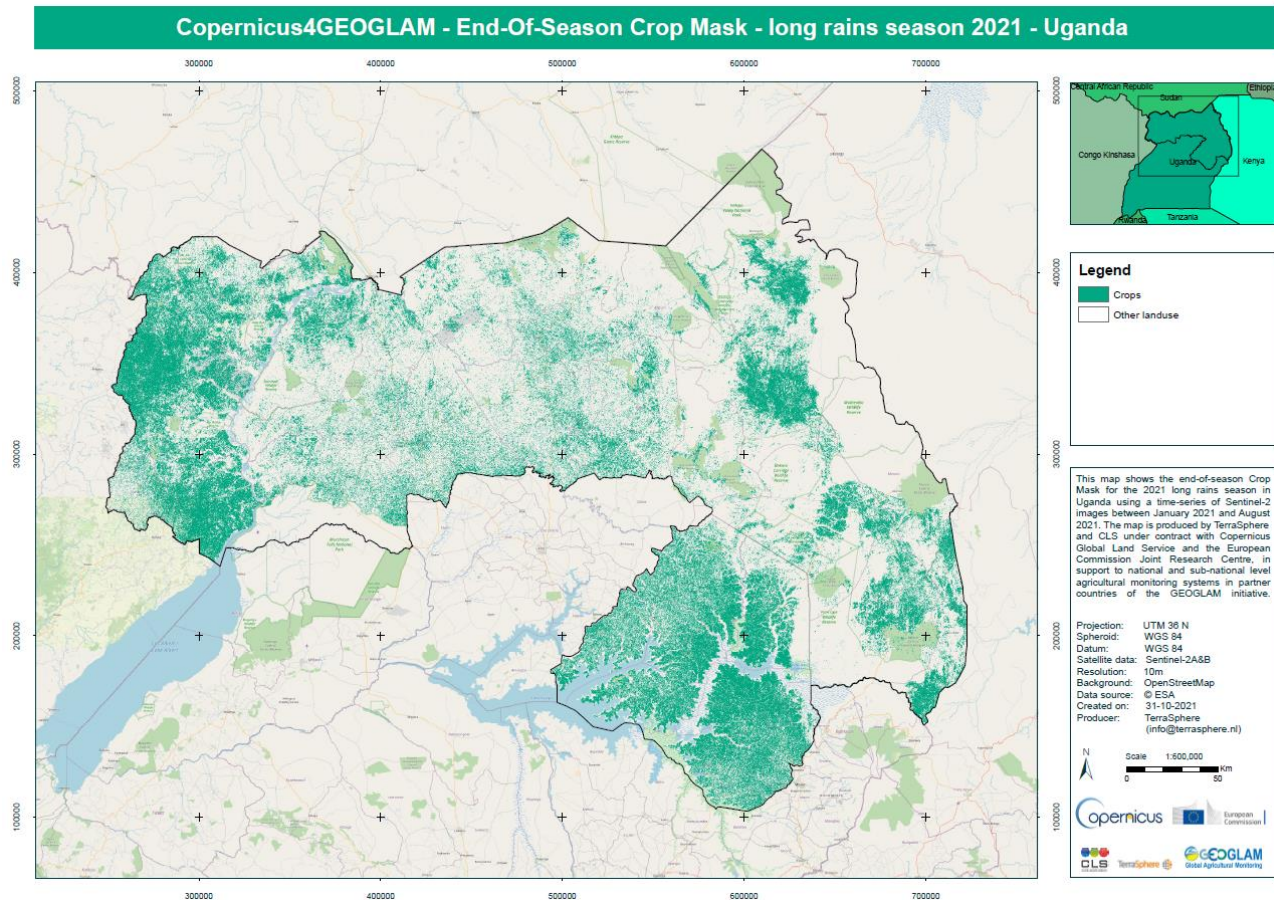 Copernicus4GEOGLAM - End-Of-Season Crop Mask - long rains season 2021 - Uganda
300000 400000 500000 600000 700000
500000
400000
300000
200000
100000
500000
400000
300000
200000
100000
300000 400000 500000 600000 700000
Central African Republic
Sudan
Ethiopia
Congo Kinshasa
Uganda
Kenya
Rwanda
Tanzania
Legend
Crops
Other landuse
This map shows the end-of-season Crop
Mask for the 2021 long rains season in
Uganda using a time-series of Sentinel-2
images between January 2021 and August
2021. The map is produced by TerraSphere
and CLS under contract with Copernicus
Global Land Service and the European
Commission Joint Research Centre, in
support to national and sub-national level
agricultural monitoring systems in partner
countries of the GEOGLAM initiative.
Projection: UTM 36 N
Spheroid: WGS 84
Datum: WGS 84
Satellite data: Sentinel-2A&B
Resolution: 10m
Background: OpenStreetMap
Data source: © ESA
Created on: 31-10-2021
Producer: TerraSphere
(info@terrasphere.nl)
N
Scale 1:600,000
Km
0 50
Copernicus
European
Commission
CLS
TerraSphere
GEOGLAM
Global Agricultural Monitoring